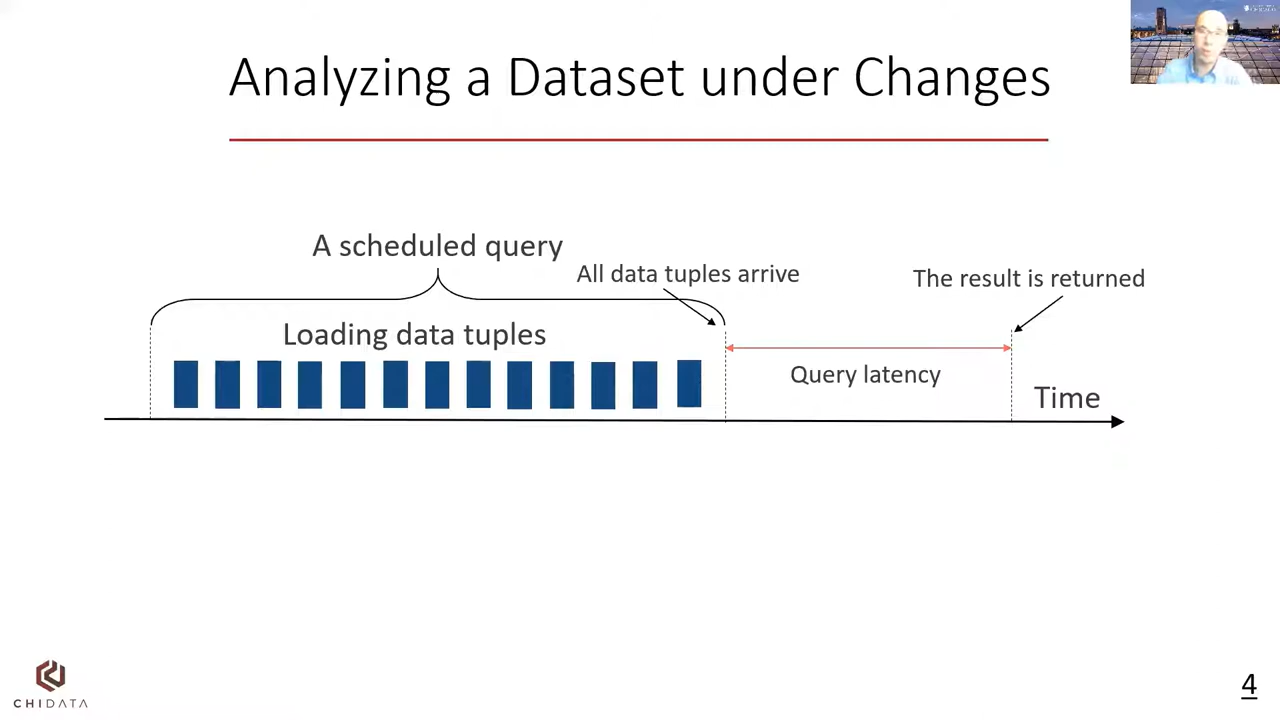 Analyzing a Dataset under Changes
A scheduled query
All data tuples arrive
The result is returned
Loading data tuples
Query latency
Time
CHIDATA
4